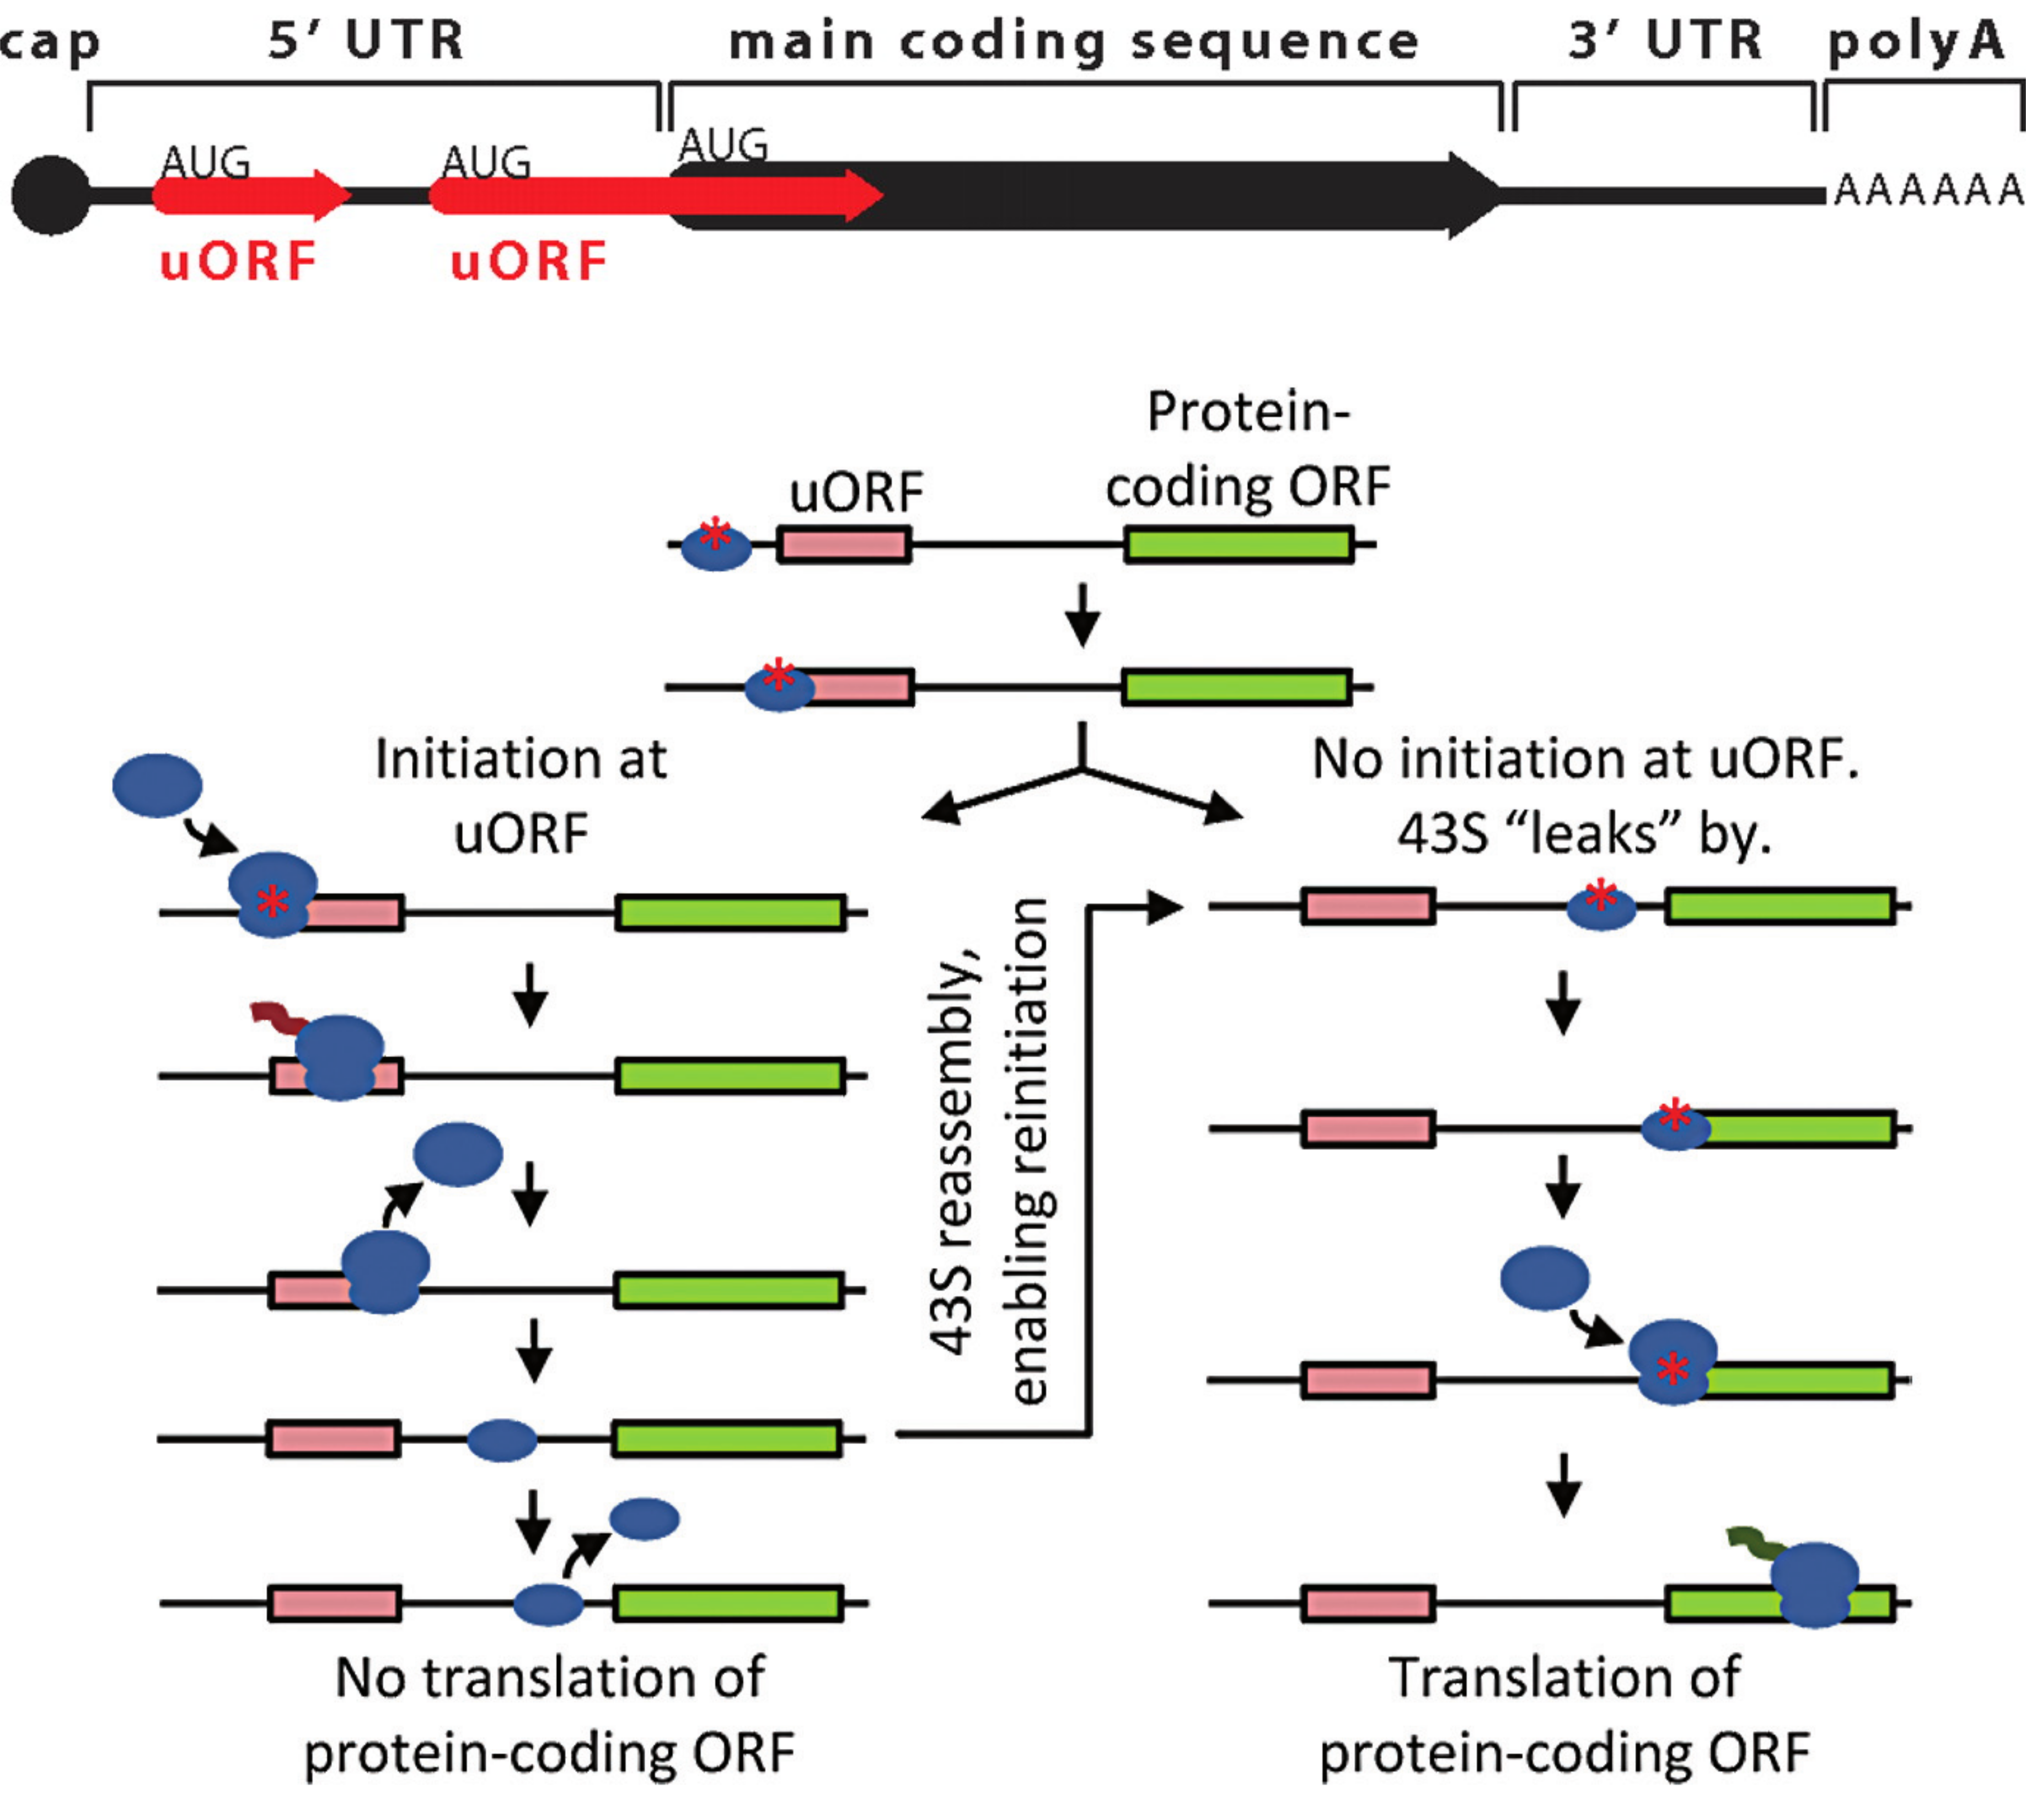 cap 5′ UTR main coding sequence 3′ UTR polyA
AUG AUG AUG
AAAAAA
uORF uORF
Protein-
coding ORF
uORF
Initiation at
uORF
No initiation at uORF.
43S “leaks” by.
43S reassembly,
enabling reinitiation
No translation of
protein-coding ORF
Translation of
protein-coding ORF